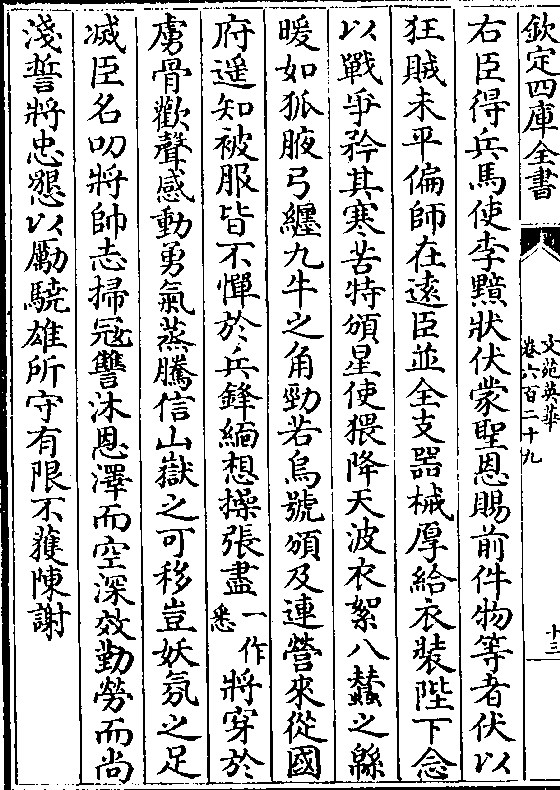 欽定四庫全書
文苑英華
卷六百二十九
十三
右臣得兵馬使李黯狀伏蒙聖恩賜前件物等者伏以
狂賊未平偏師在遠臣並全支器械厚給衣裝陛下念
以戰爭矜其寒苦特頒星使猥降天波衣絮八蠶之緜
暖如狐腋弓纒九牛之角勁若烏號頒及連營來從國
府遥知被服皆不憚於兵鋒緬想操張盡一作悉將穿於
虜骨歡聲感動勇氣蒸騰信山嶽之可移豈妖氛之足
滅臣名叨將帥志掃冦讐沐恩澤而空深效勤勞而尚
淺誓將忠懇以勵驍雄所守有限不獲陳謝